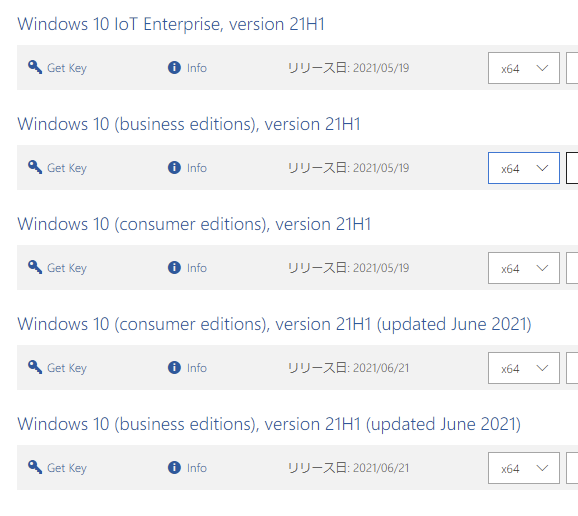 Windows 10 IoT Enterprise, version 21H1
Get Key Info リリース日: 2021/05/19 x64
Windows 10 (business editions), version 21H1
Get Key Info リリース日: 2021/05/19 x64
Windows 10 (consumer editions), version 21H1
Get Key Info リリース日: 2021/05/19 x64
Windows 10 (consumer editions), version 21H1 (updated June 2021)
Get Key Info リリース日: 2021/06/21 x64
Windows 10 (business editions), version 21H1 (updated June 2021)
Get Key Info リリース日: 2021/06/21 x64